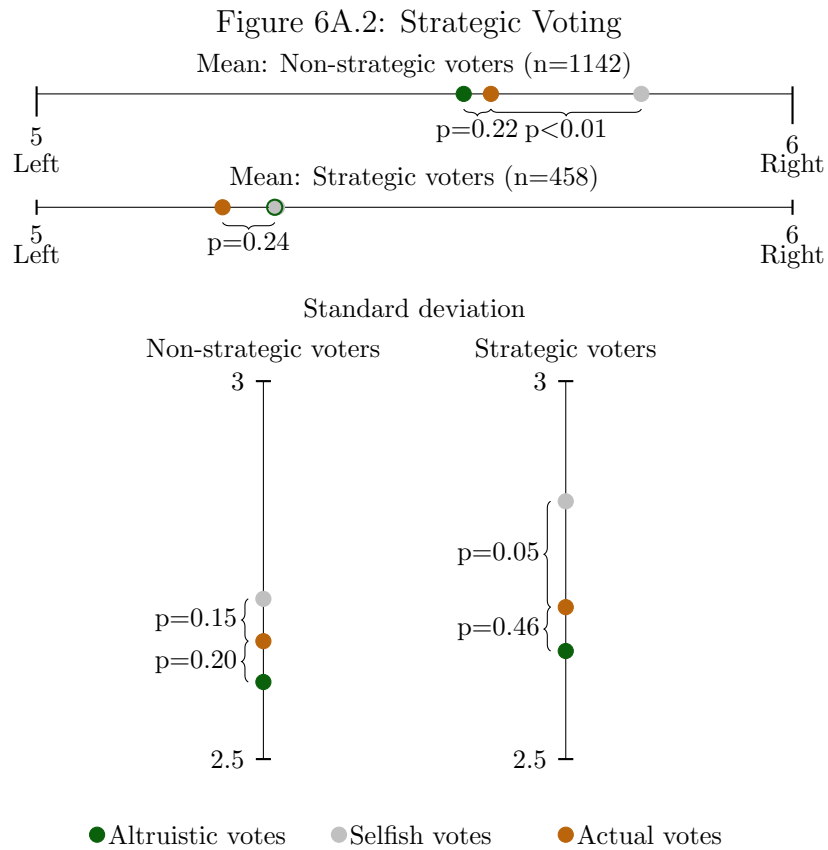 Figure 6A.2: Strategic Voting
Mean: Non-strategic voters (n=1142)
p=0.22 p<0.01
5 6
Left Right
Mean: Strategic voters (n=458)
5 6
p=0.24
Left Right
Standard deviation
Non-strategic voters Strategic voters
3 3
p=0.05
p=0.15
p=0.46
p=0.20
2.5 2.5
Altruistic votes Selfish votes Actual votes